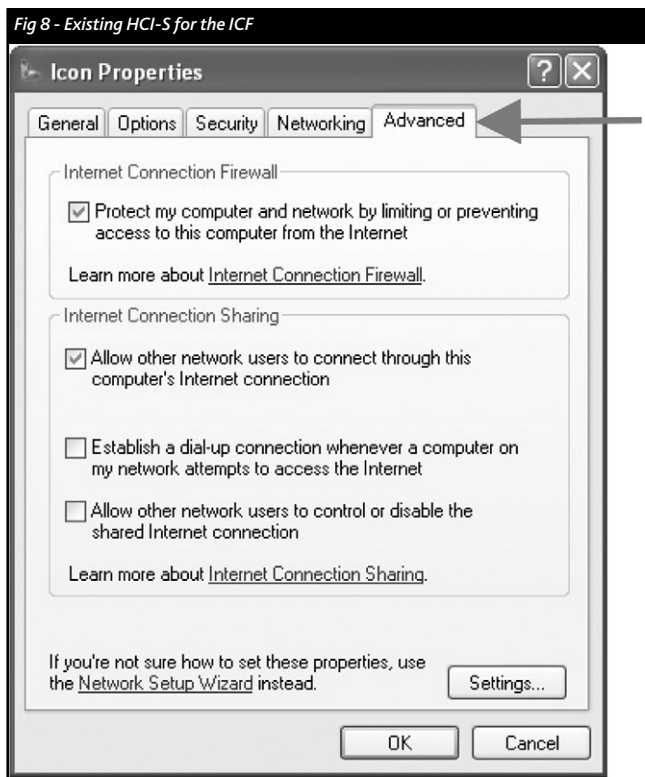 Fig 8 - Existing HCI-S for the ICF
Icon Properties
General Options Security Networking Advanced
Internet Connection Firewall
Protect my computer and network by limiting or preventing
access to this computer from the Internet
Learn more about Internet Connection Firewall.
Internet Connection Sharing
Allow other network users to connect through this
computer's Internet connection
Establish a dial-up connection whenever a computer on
my network attempts to access the Internet
Allow other network users to control or disable the
shared Internet connection
Learn more about Internet Connection Sharing.
If you're not sure how to set these properties, use
the Network Setup Wizard instead.
Settings...
OK Cancel